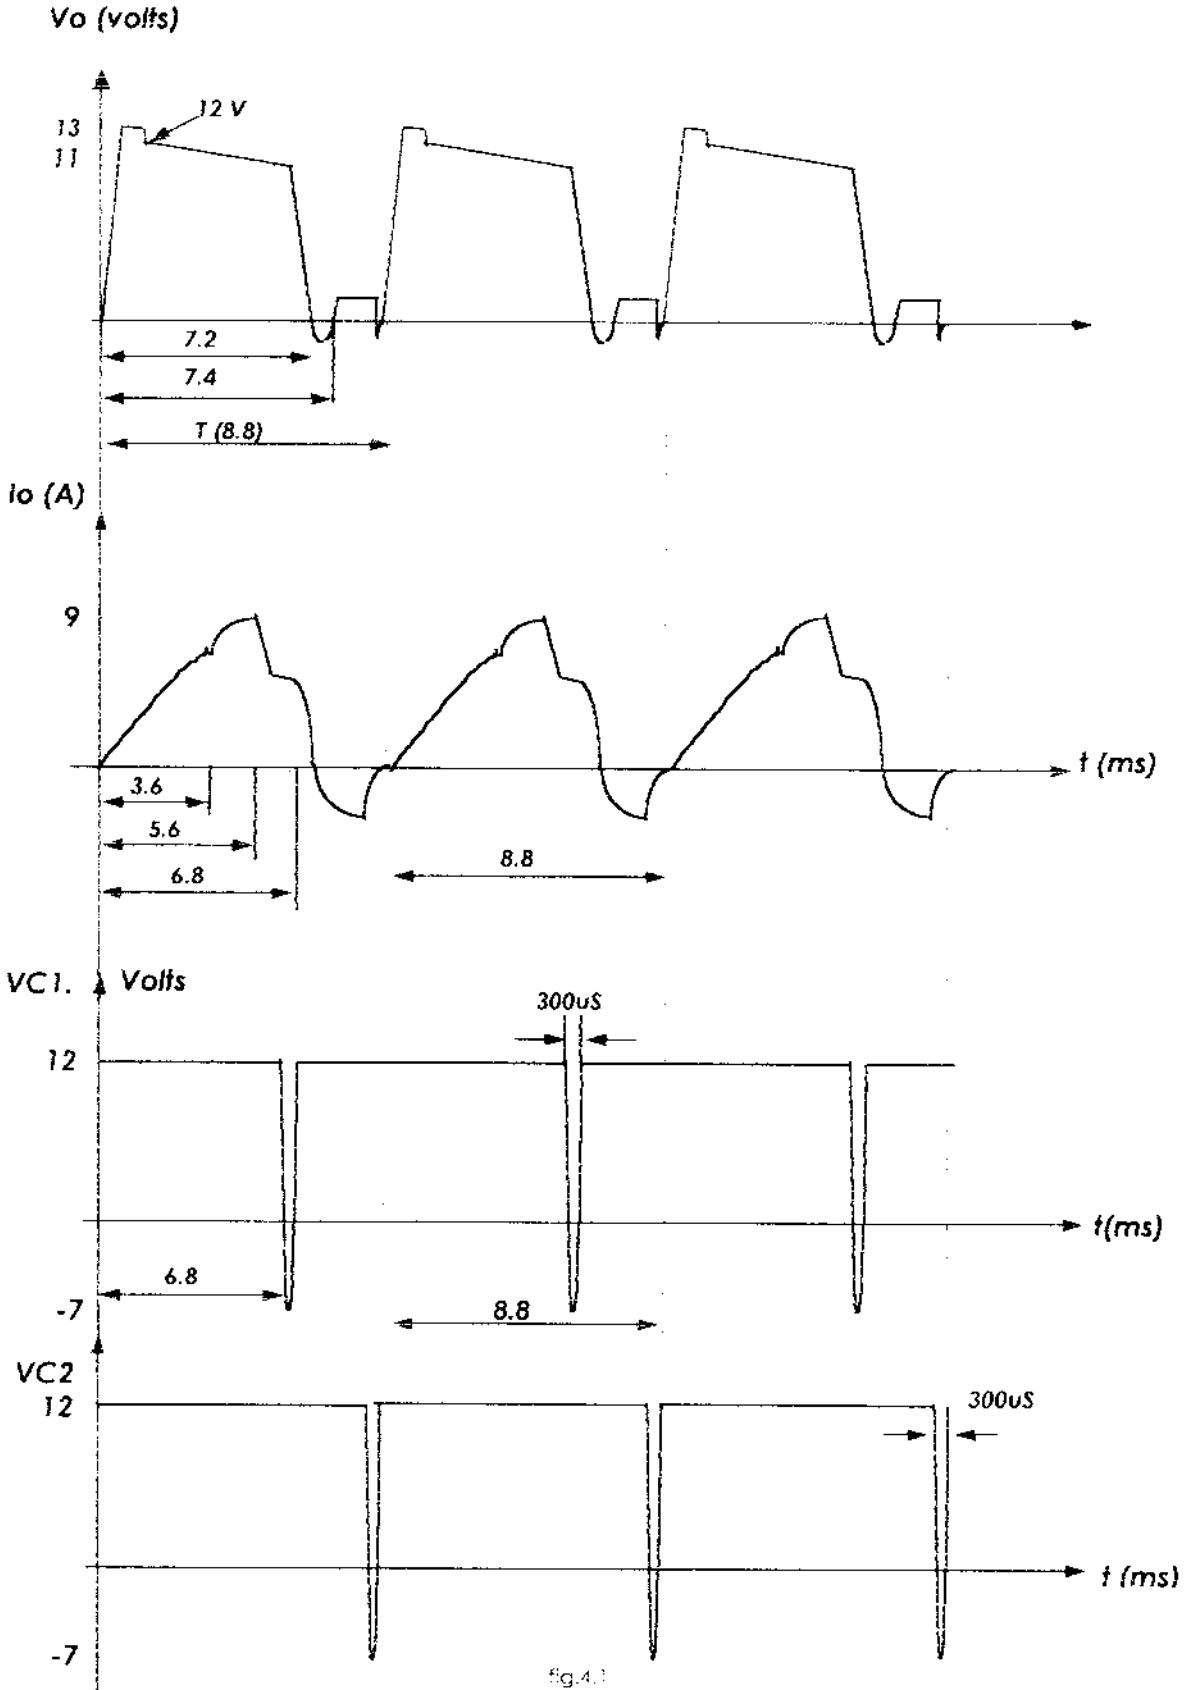 Vo (volts)
12 V
13
11
7.2
7.4
T (8.8)
io (A)
9
t (ms)
3.6
5.6
6.8
8.8
VC1. Volts
300uS
12
t(ms)
6.8
-7
8.8
VC2
12
300uS
t (ms)
-7
fig.4.1